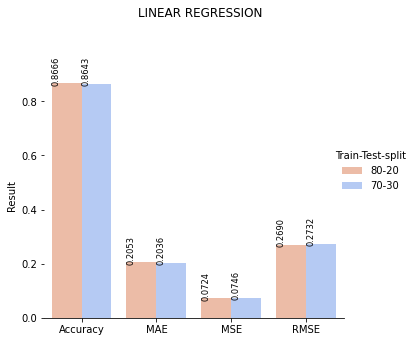 LINEAR REGRESSION
Result
0.8
0.6
0.4
0.2
0.0
0.8666
0.8643
0.2053
0.2036
0.0724
0.0746
0.2690
0.2732
Accuracy
MAE
MSE
RMSE
Train-Test-split
80-20
70-30